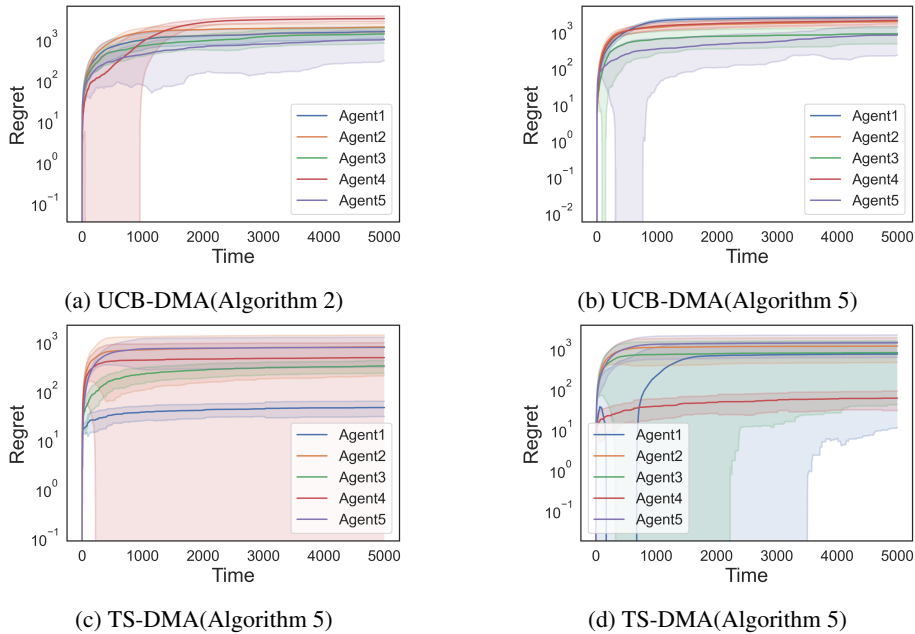 10³
10²
10¹
10⁰
10⁻¹
Regret
0 1000 2000 3000 4000 5000
Time
Agent1
Agent2
Agent3
Agent4
Agent5
(a) UCB-DMA(Algorithm 2)
10³
10²
10¹
10⁰
10⁻¹
10⁻²
Regret
0 1000 2000 3000 4000 5000
Time
Agent1
Agent2
Agent3
Agent4
Agent5
(b) UCB-DMA(Algorithm 5)
10³
10²
10¹
10⁰
10⁻¹
Regret
0 1000 2000 3000 4000 5000
Time
Agent1
Agent2
Agent3
Agent4
Agent5
(c) TS-DMA(Algorithm 5)
10³
10²
10¹
10⁰
10⁻¹
Regret
0 1000 2000 3000 4000 5000
Time
Agent1
Agent2
Agent3
Agent4
Agent5
(d) TS-DMA(Algorithm 5)